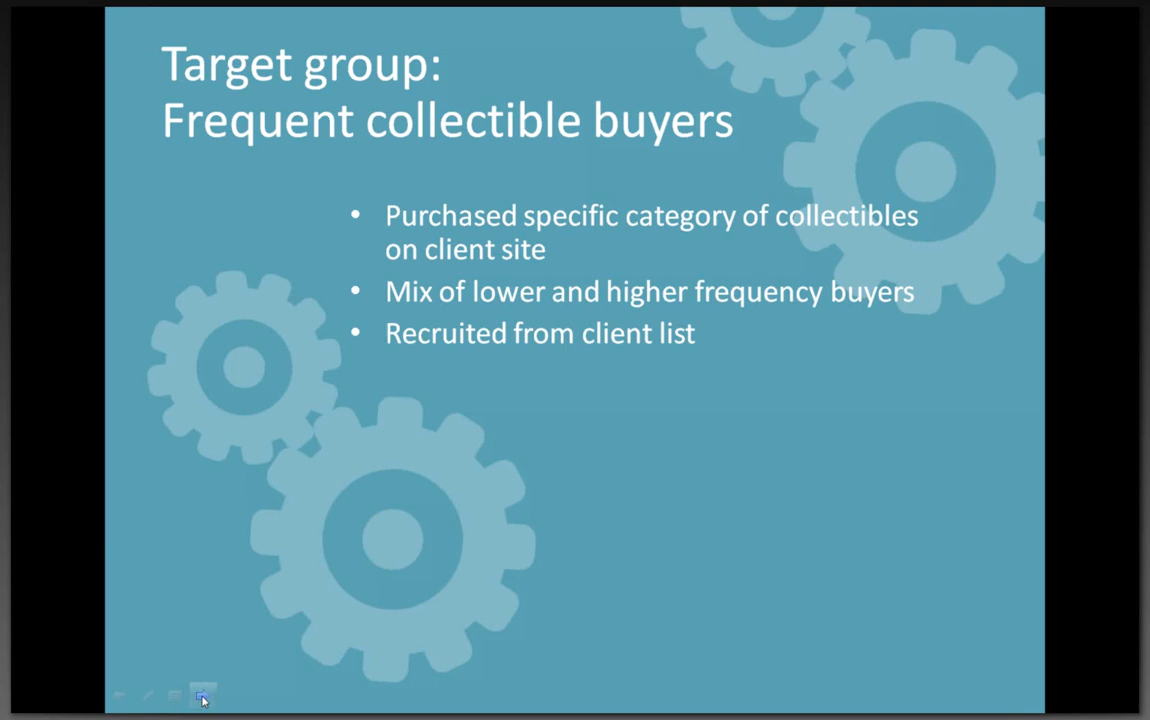 Target group:
Frequent collectible buyers
• Purchased specific category of collectibles
on client site
• Mix of lower and higher frequency buyers
• Recruited from client list